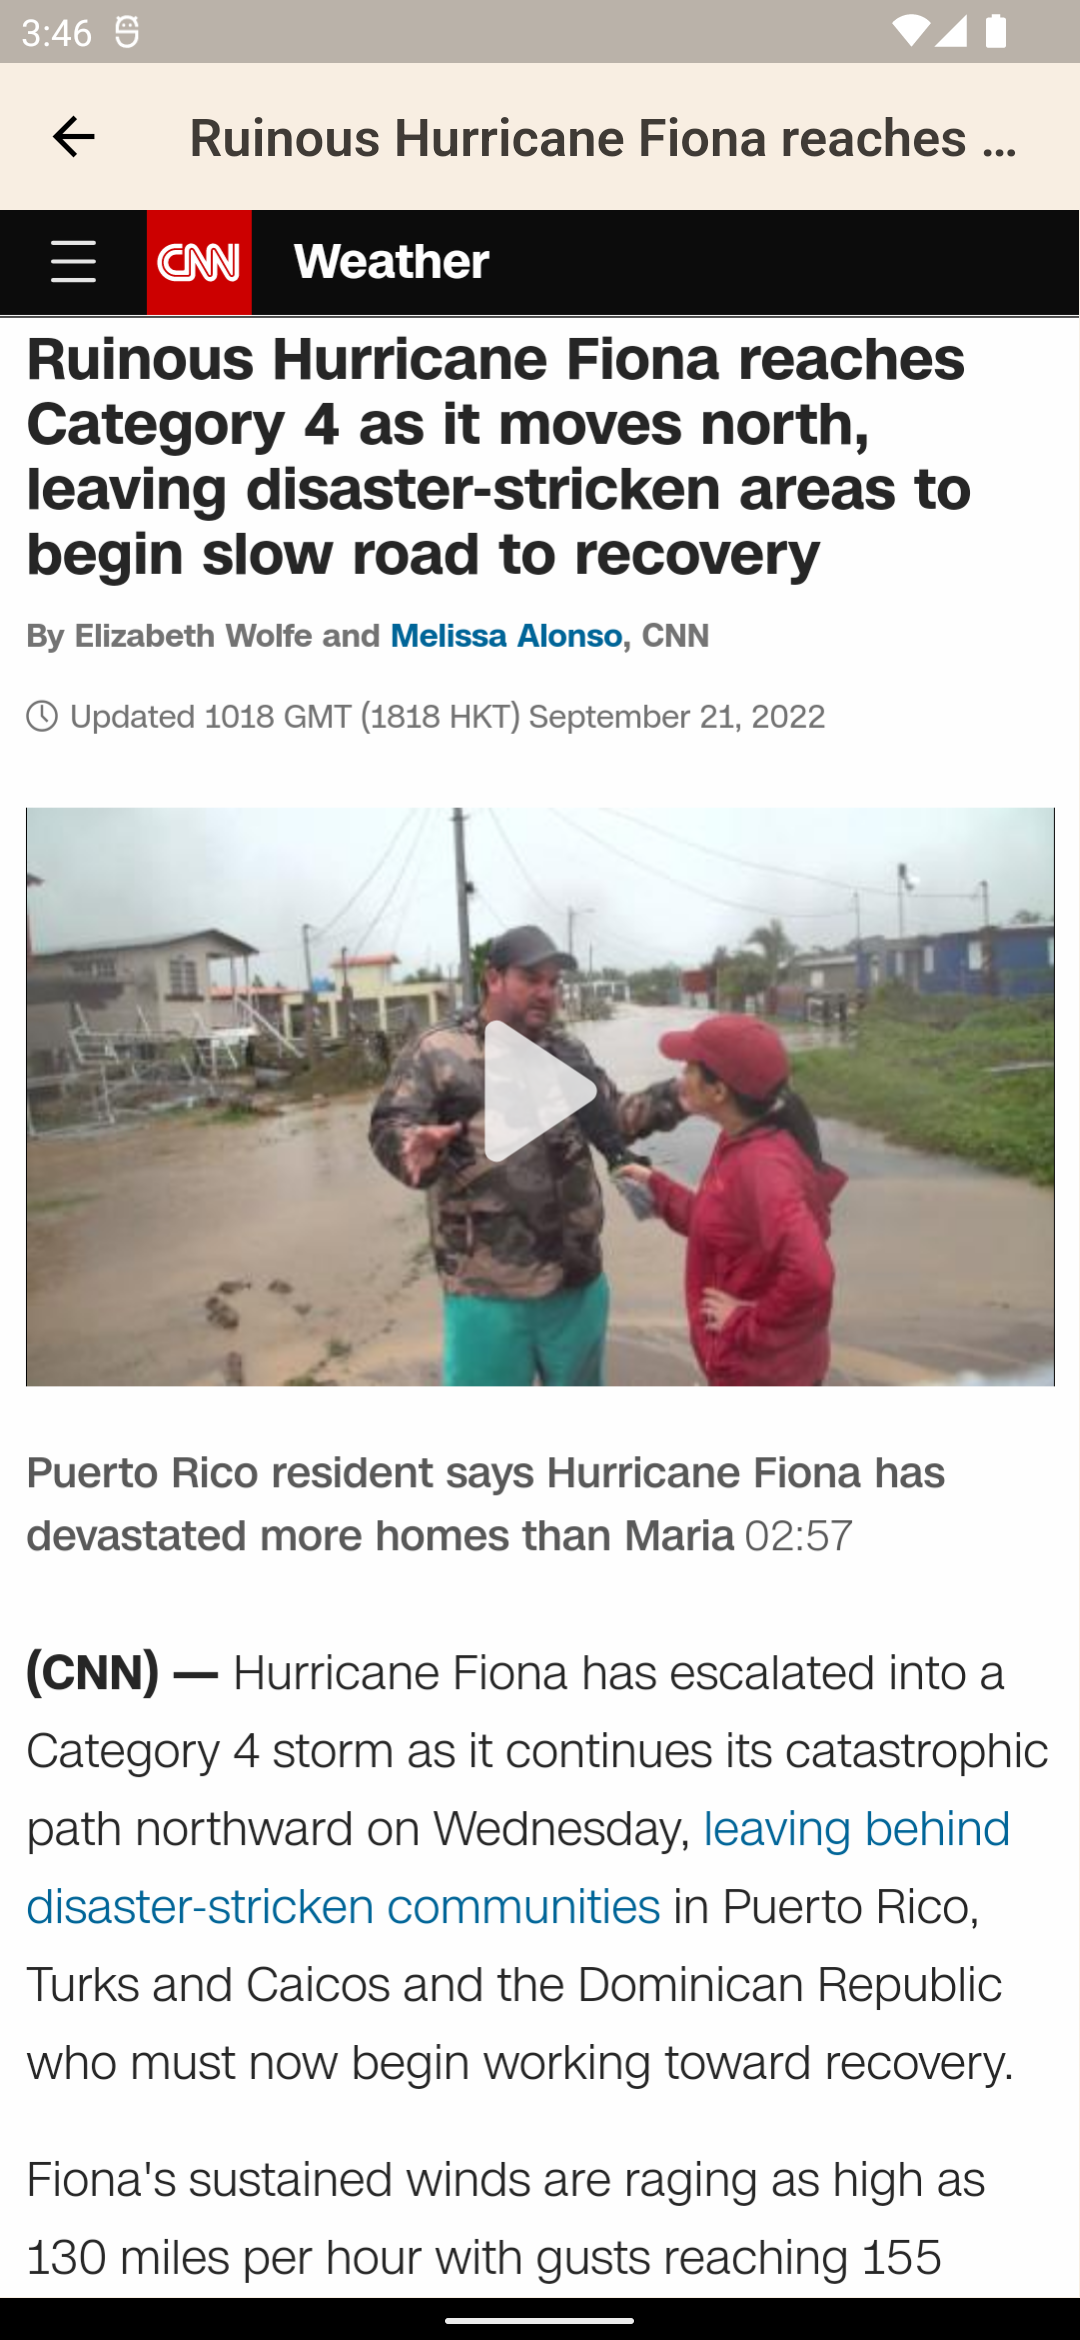 3:46
Ruinous Hurricane Fiona reaches ...
CNN Weather
Ruinous Hurricane Fiona reaches
Category 4 as it moves north,
leaving disaster-stricken areas to
begin slow road to recovery
By Elizabeth Wolfe and Melissa Alonso, CNN
Updated 1018 GMT (1818 HKT) September 21, 2022
Puerto Rico resident says Hurricane Fiona has
devastated more homes than Maria 02:57
(CNN) — Hurricane Fiona has escalated into a
Category 4 storm as it continues its catastrophic
path northward on Wednesday, leaving behind
disaster-stricken communities in Puerto Rico,
Turks and Caicos and the Dominican Republic
who must now begin working toward recovery.
Fiona's sustained winds are raging as high as
130 miles per hour with gusts reaching 155